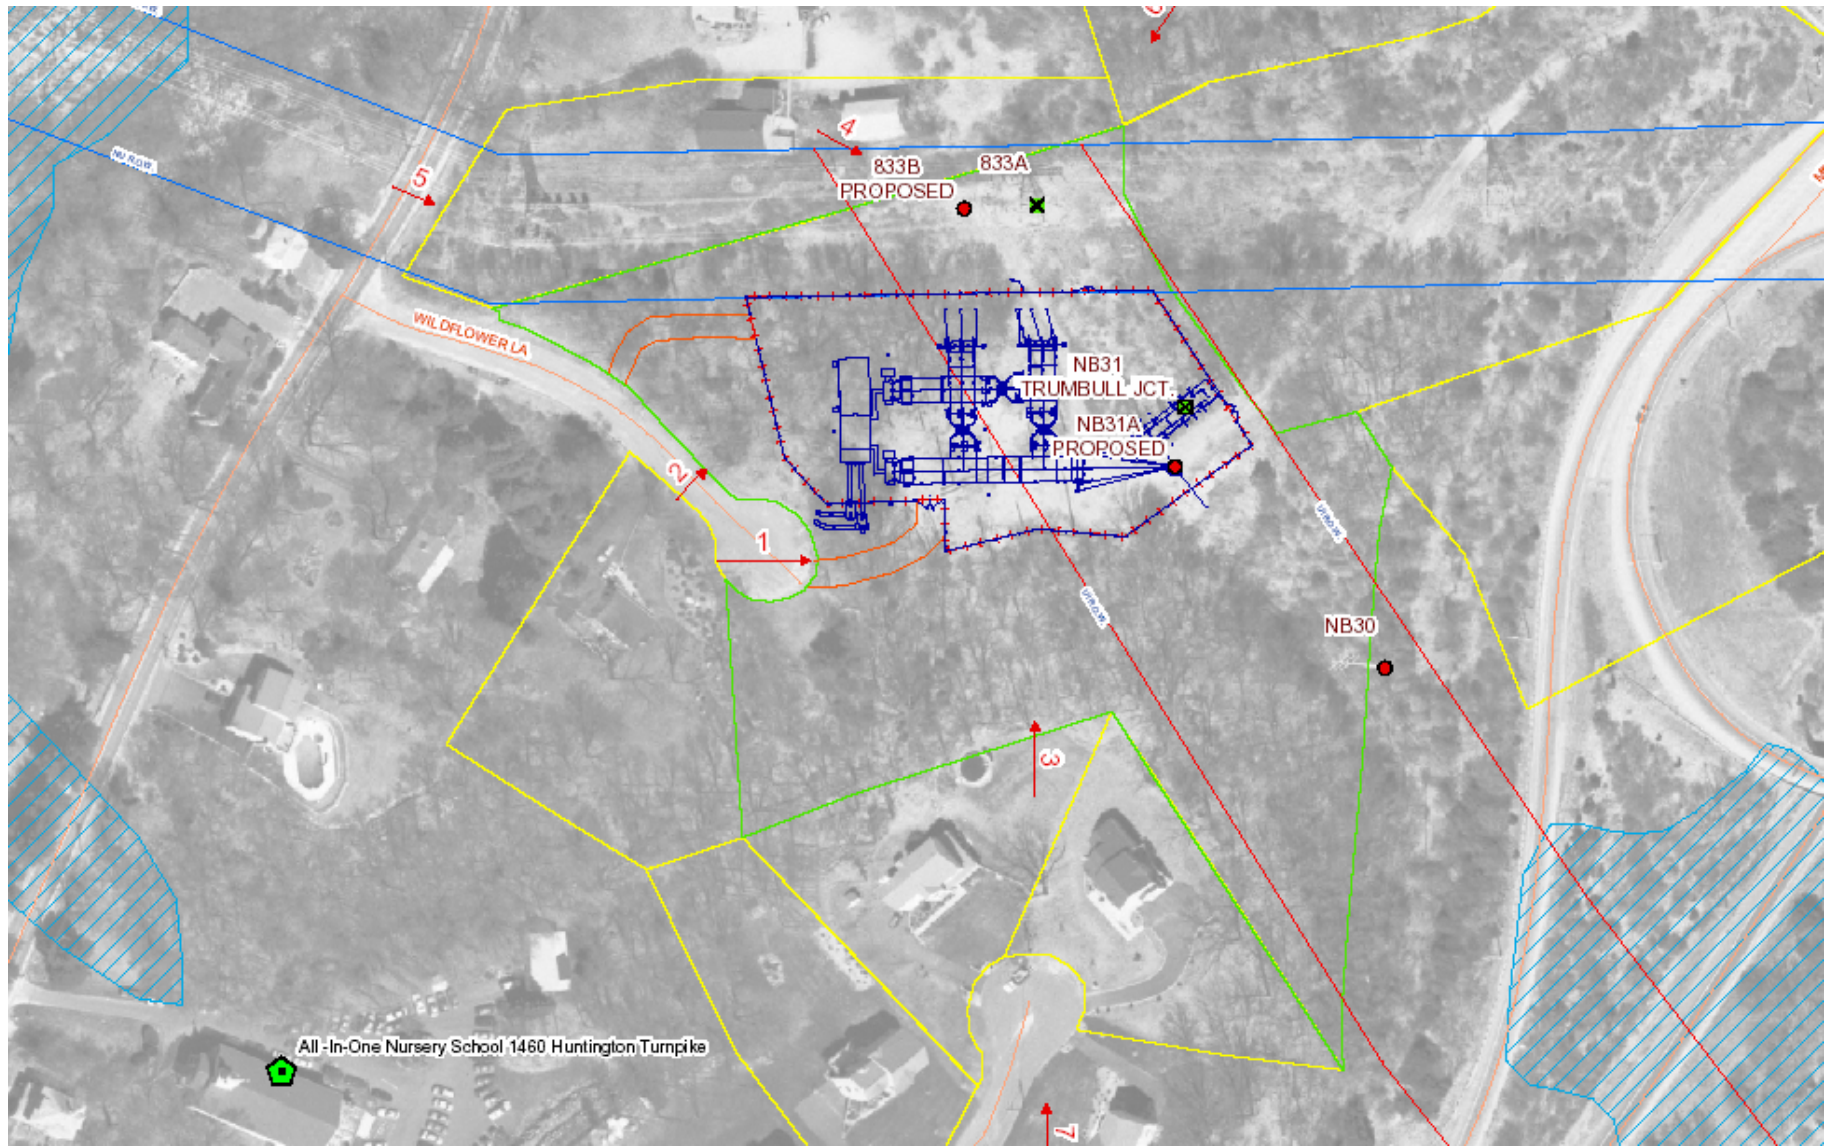 4
833B
PROPOSED
833A
5
WILDFLOWER LA
NB31
TRUMBULL JCT.
NB31A
PROPOSED
2
1
NB30
3
All -In-One Nursery School 1460 Huntington Turnpike
7